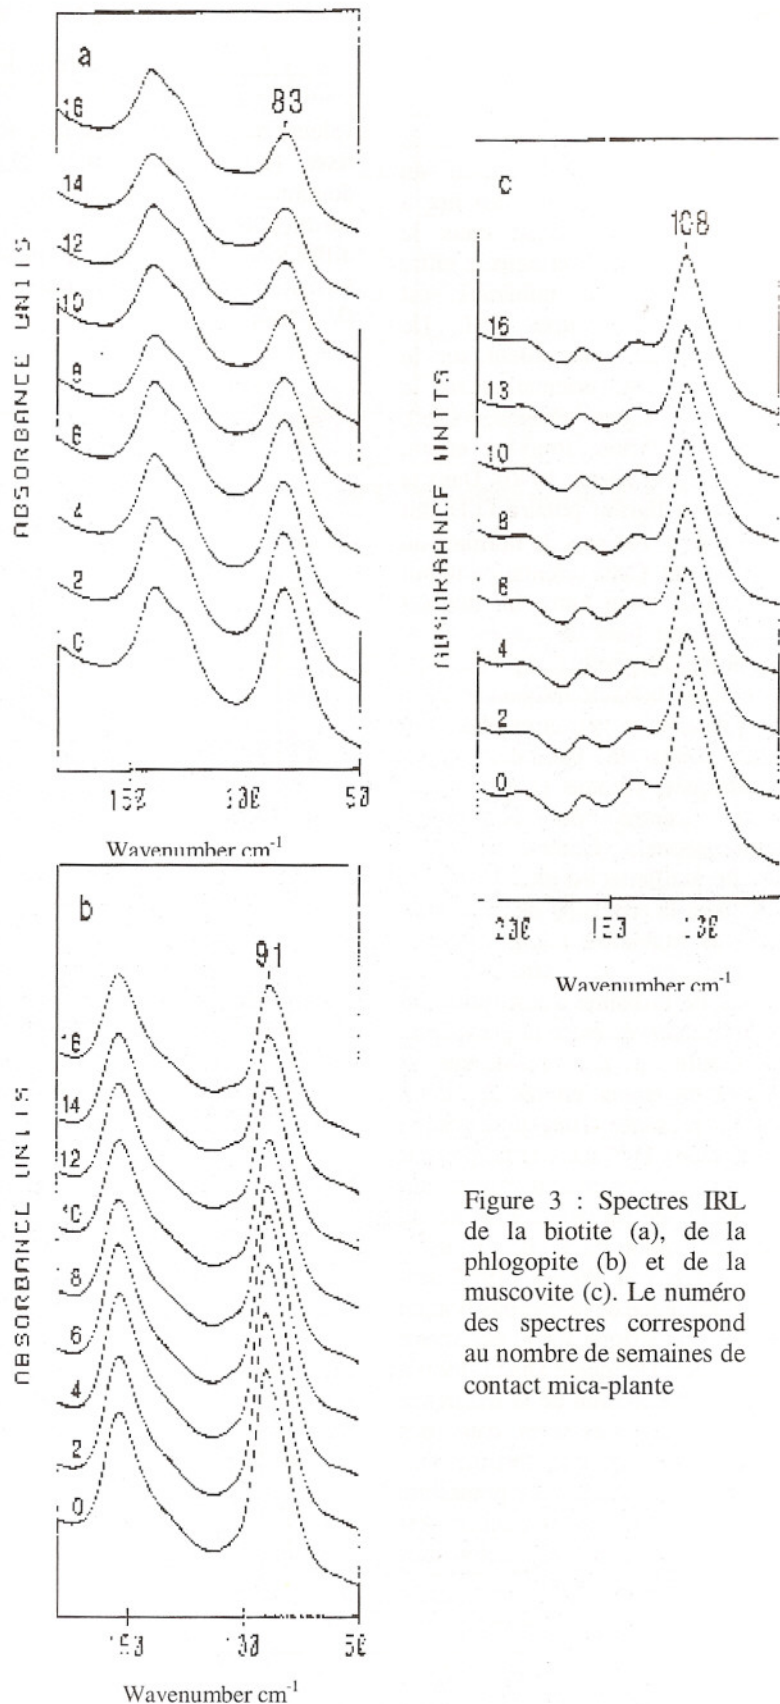 a
83
16
14
12
10
8
6
4
2
0
ABSORBANCE UNITS
150 100 50
Wavenumber cm-1
c
108
16
13
10
8
6
4
2
0
ABSORBANCE UNITS
200 150 100
Wavenumber cm-1
b
91
16
14
12
10
8
6
4
2
0
ABSORBANCE UNITS
150 100 50
Wavenumber cm-1
Figure 3 : Spectres IRL
de la biotite (a), de la
phlogopite (b) et de la
muscovite (c). Le numéro
des spectres correspond
au nombre de semaines de
contact mica-plante